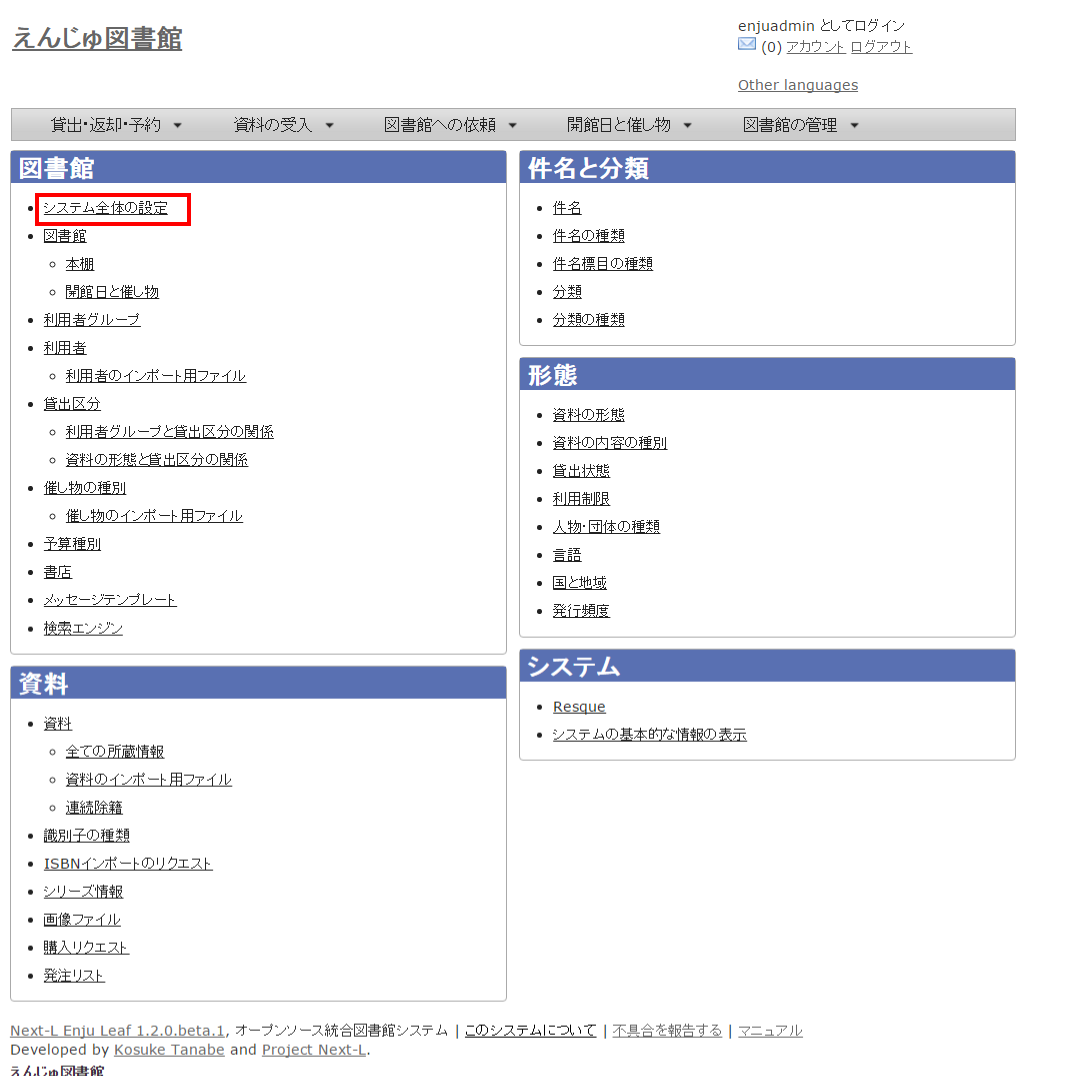 えんじゅ図書館
enjuadmin としてログイン
(0) アカウント ログアウト
Other languages
貸出・返却・予約 資料の受入 図書館への依頼 開館日と催し物 図書館の管理
図書館
システム全体の設定
図書館
本棚
開館日と催し物
利用者グループ
利用者
利用者のインポート用ファイル
貸出区分
利用者グループと貸出区分の関係
資料の形態と貸出区分の関係
催し物の種別
催し物のインポート用ファイル
予算種別
書店
メッセージテンプレート
検索エンジン
資料
資料
全ての所蔵情報
資料のインポート用ファイル
連続除籍
識別子の種類
ISBNインポートのリクエスト
シリーズ情報
画像ファイル
購入リクエスト
発注リスト
件名と分類
件名
件名の種類
件名標目の種類
分類
分類の種類
形態
資料の形態
資料の内容の種別
貸出状態
利用制限
人物・団体の種類
言語
国と地域
発行頻度
システム
Resque
システムの基本的な情報の表示
Next-L Enju Leaf 1.2.0.beta.1, オープンソース統合図書館システム | このシステムについて | 不具合を報告する | マニュアル
Developed by Kosuke Tanabe and Project Next-L.
えんじゅ図書館